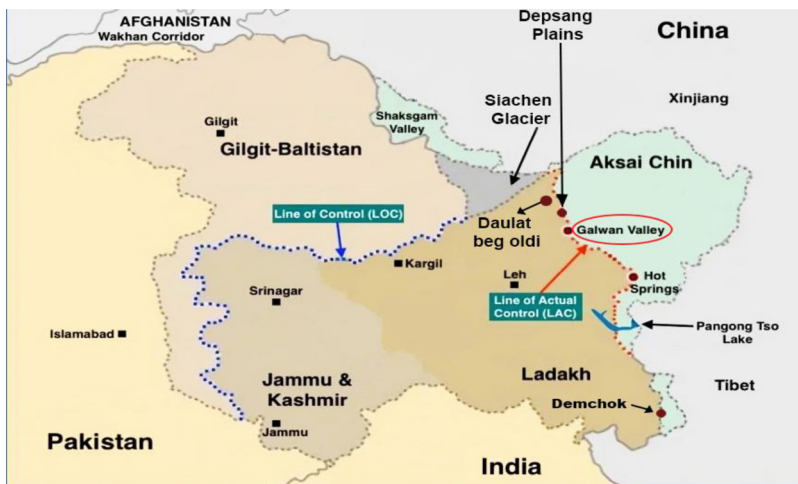 AFGHANISTAN
Wakhan Corridor
Depsang
Plains
China
Xinjiang
Siachen
Glacier
Shaksgam
Valley
Gilgit
Gilgit-Baltistan
Aksai Chin
Line of Control (LOC)
Daulat
beg oldi
Galwan Valley
Kargil
Leh
Hot
Springs
Srinagar
Line of Actual
Control (LAC)
Islamabad
Pangong Tso
Lake
Jammu &
Kashmir
Ladakh
Tibet
Demchok
Jammu
Pakistan
India